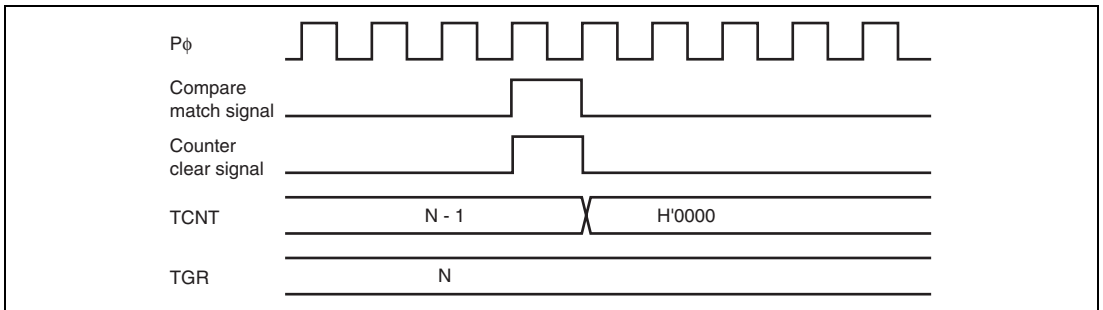 Pφ
Compare
match signal
Counter
clear signal
TCNT
N - 1
H'0000
TGR
N